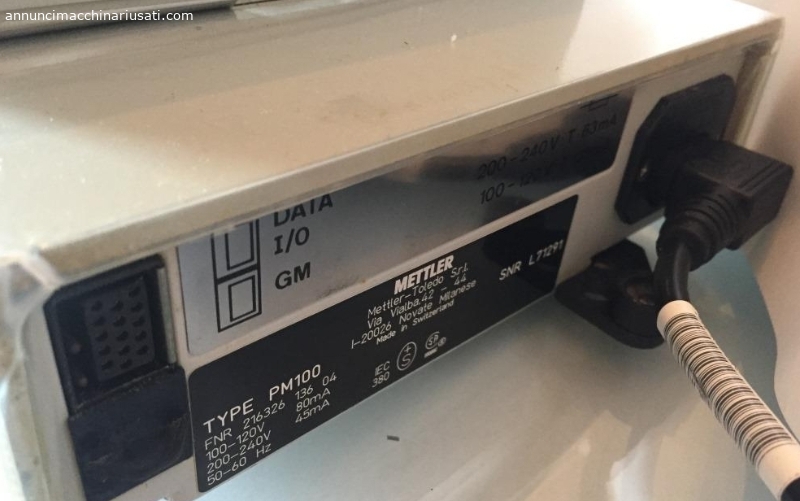 annuncimacchinariusati.com
200-240V T 63mA
100-120V
DATA
I/O
GM
METTLER
Mettler-Toledo S.r.l.
Via Vialba 42 - 44
I-20026 Novate Milanese
Made in Switzerland
SNR L71291
TYPE PM100
FNR 216326 136 04
100-120V 80mA
200-240V 45mA
50-60 Hz
IEC
380
S